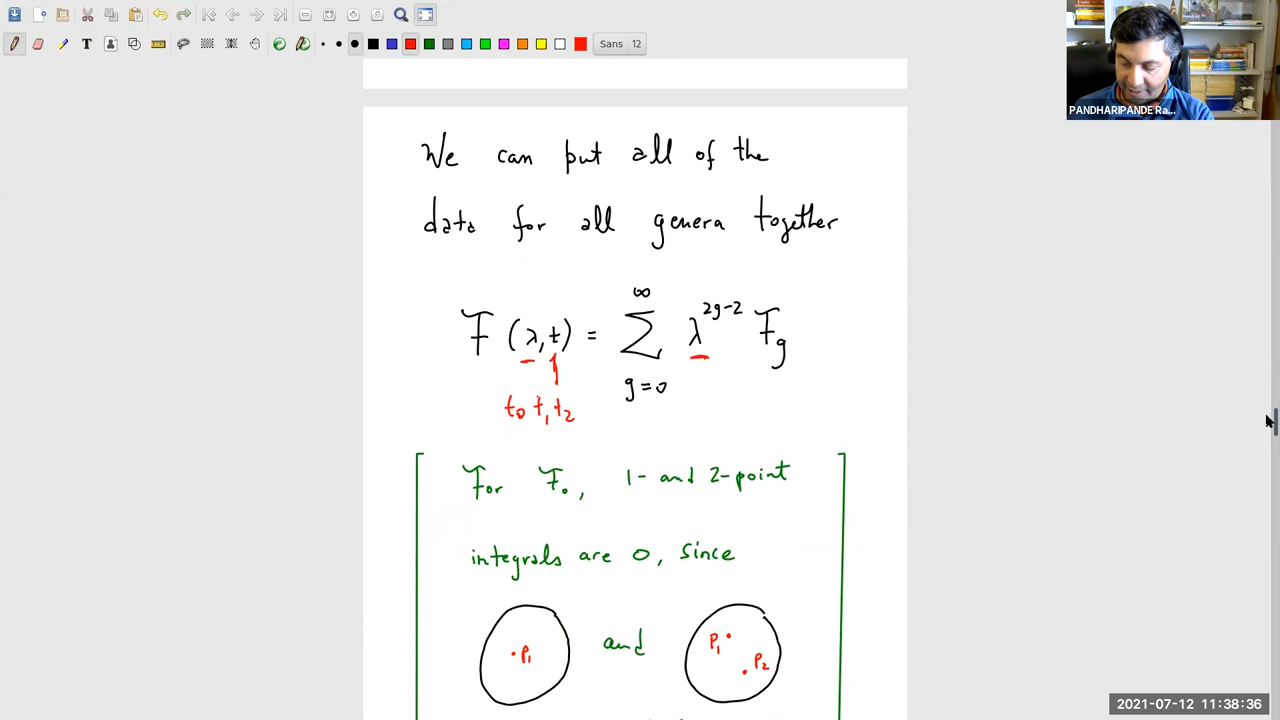 Sans 12
PANDHARIPANDE Ra...
We can put all of the
data for all genera together
F (λ,t) = ∑_{g=0}^{∞} λ^{2g-2} F_g
t₀ t₁ t₂
For F₀, 1- and 2-point
integrals are 0, since
p₁ and p₁ p₂
2021-07-12 11:38:36